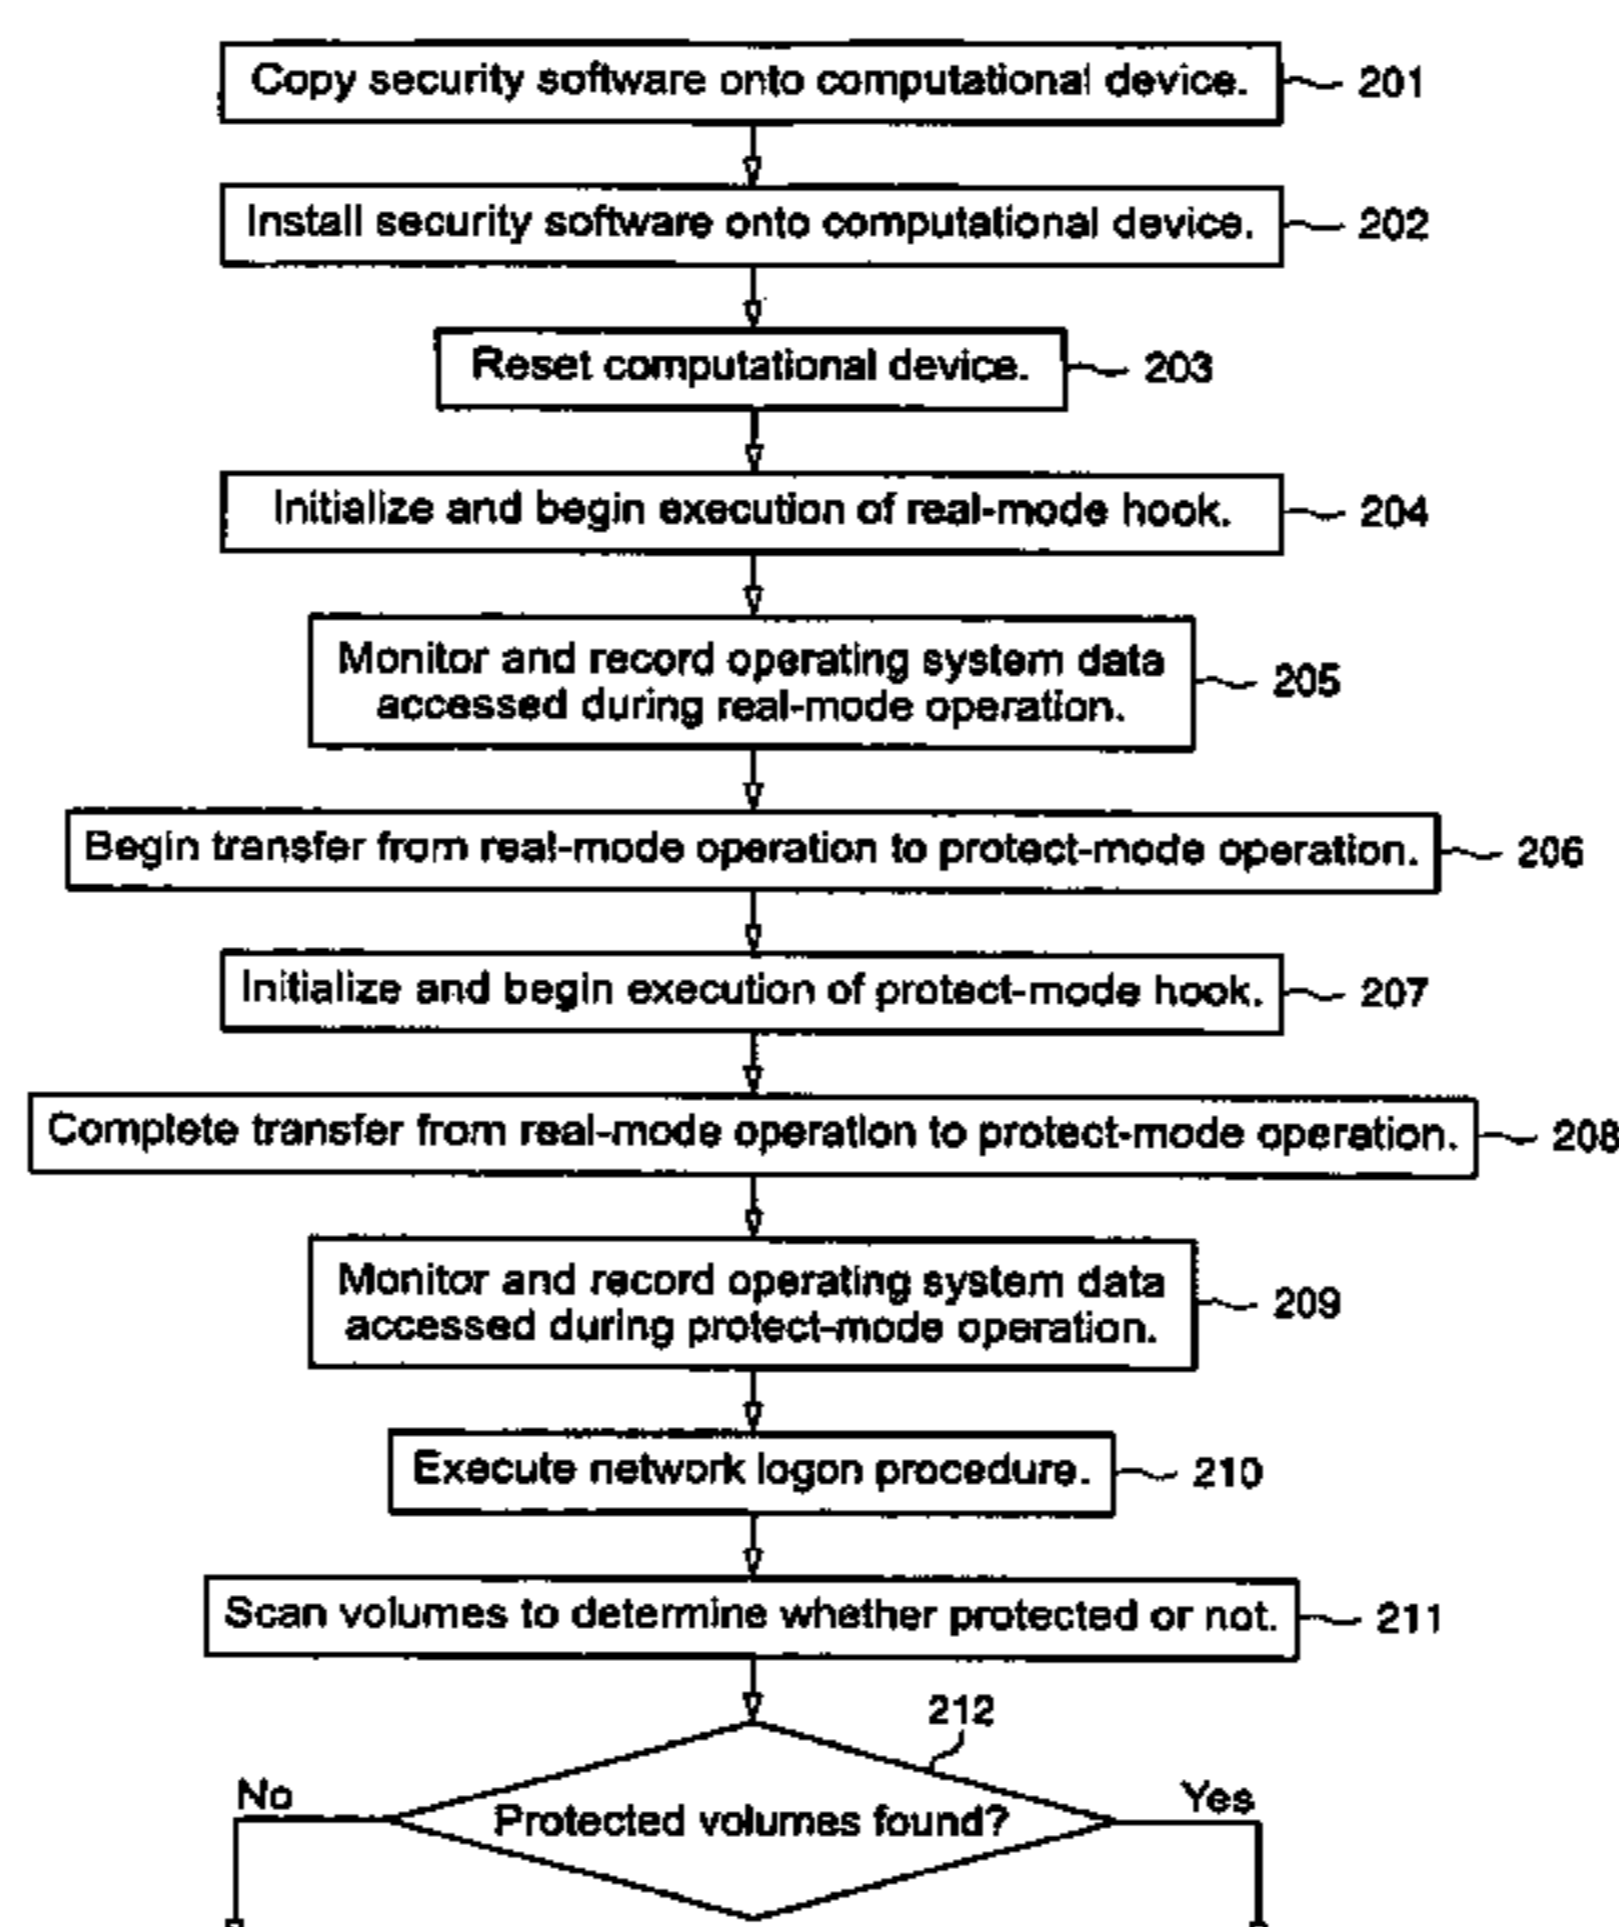 Copy security software onto computational device.
201
Install security software onto computational device.
202
Reset computational device.
203
Initialize and begin execution of real-mode hook.
204
Monitor and record operating system data
accessed during real-mode operation.
205
Begin transfer from real-mode operation to protect-mode operation.
206
Initialize and begin execution of protect-mode hook.
207
Complete transfer from real-mode operation to protect-mode operation.
208
Monitor and record operating system data
accessed during protect-mode operation.
209
Execute network logon procedure.
210
Scan volumes to determine whether protected or not.
211
212
No
Yes
Protected volumes found?